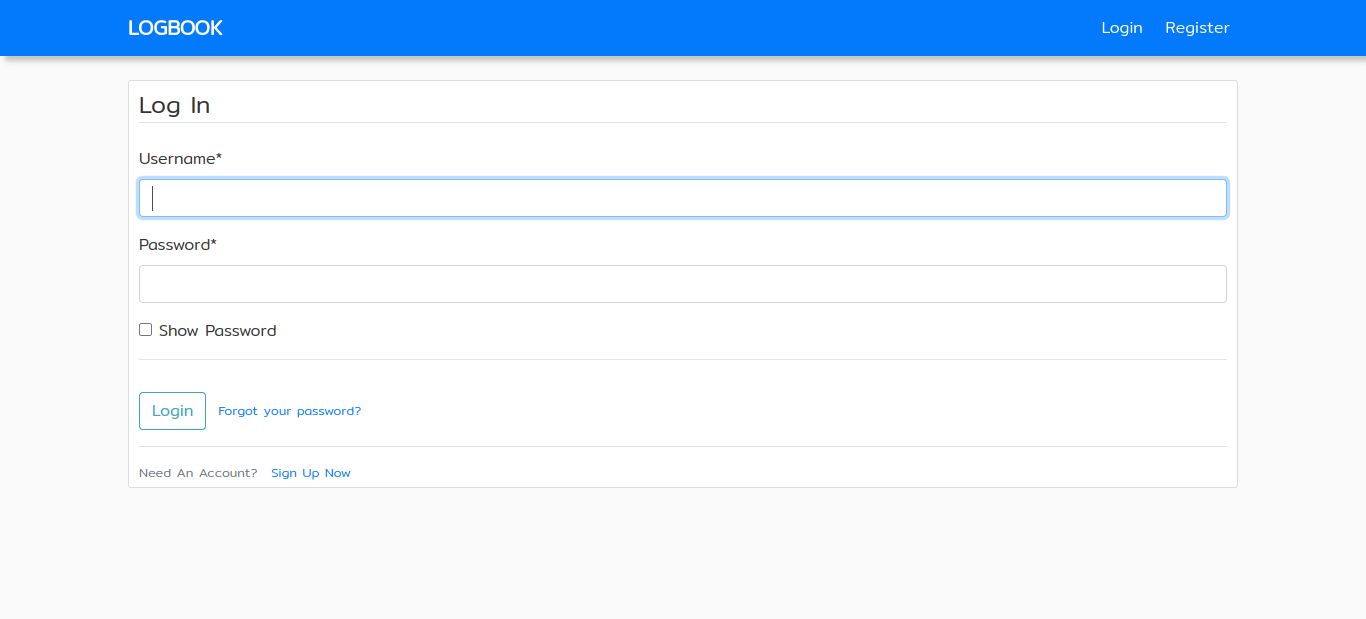 LOGBOOK Login Register
Log In
Username*
Password*
Show Password
Login Forgot your password?
Need An Account? Sign Up Now